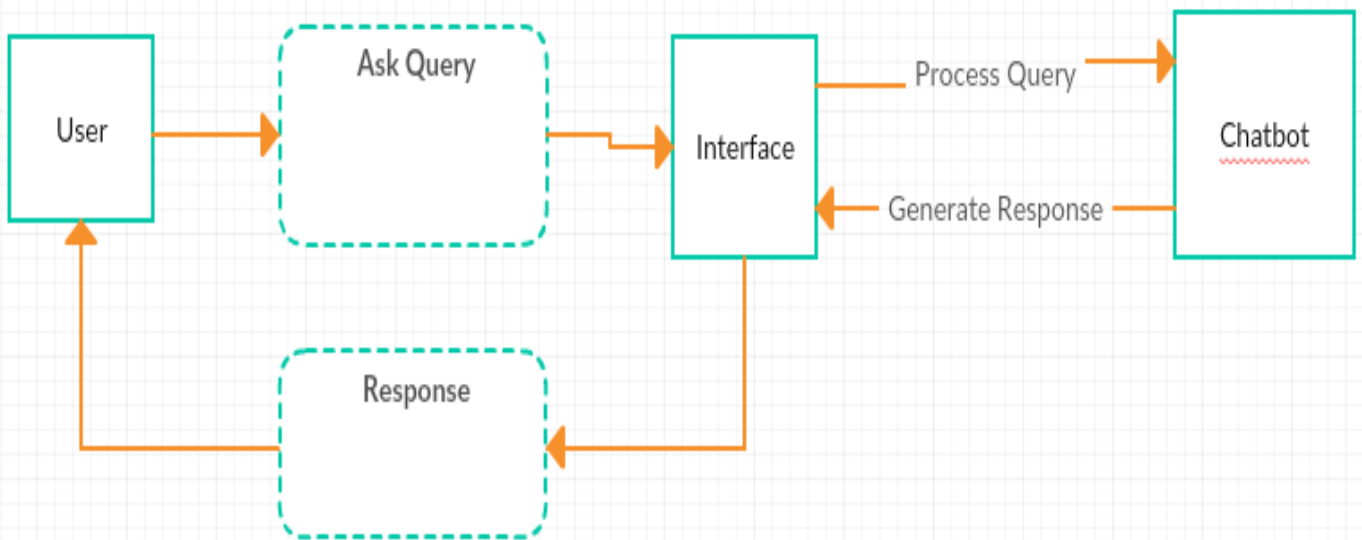 Ask Query
User
Interface
Process Query
Chatbot
Generate Response
Response